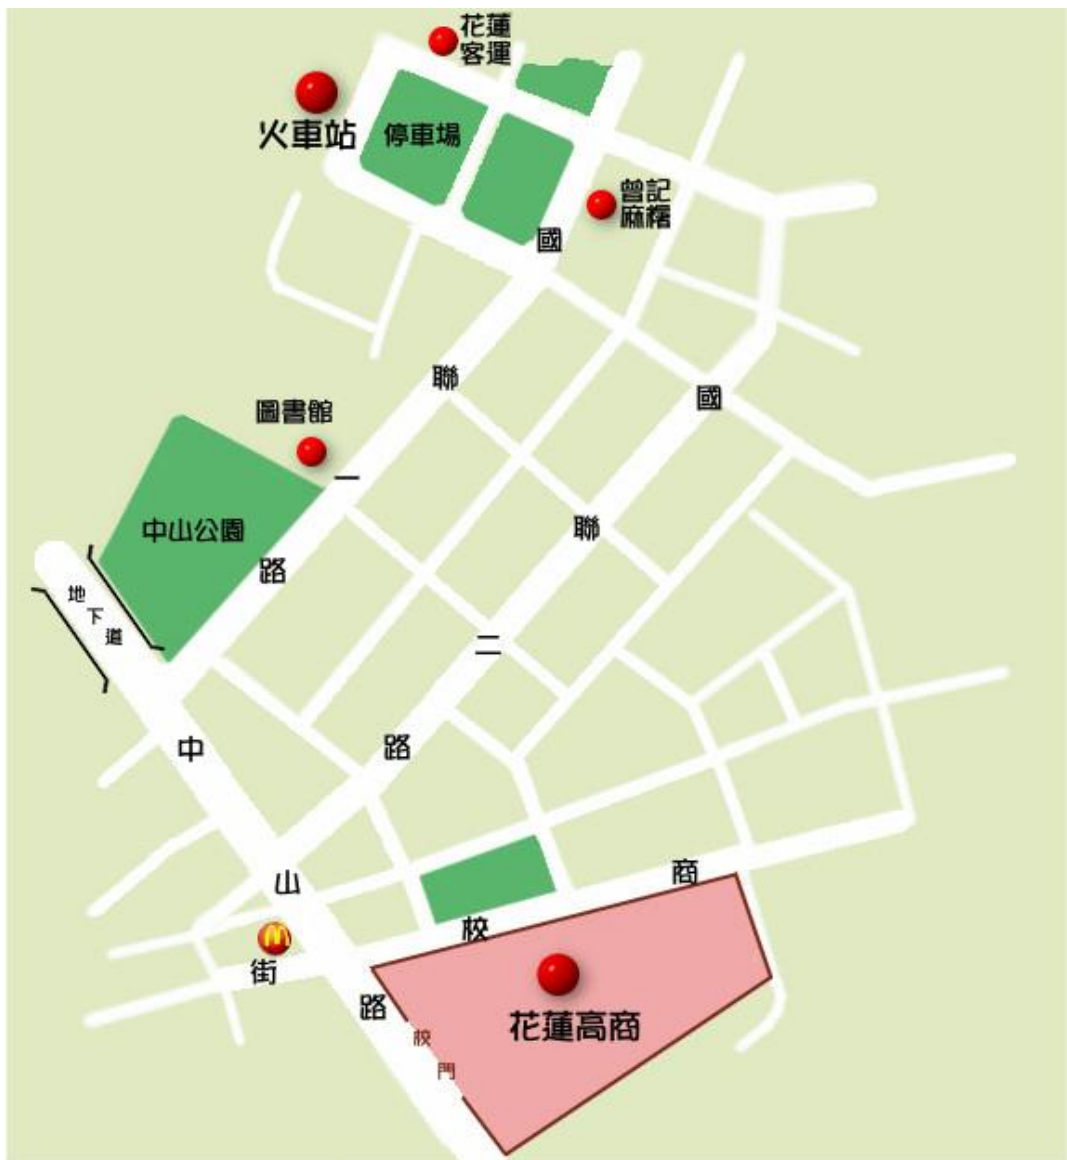 花蓮
客運
火車站
停車場
曾記
麻糬
國聯一路
國聯二路
圖書館
中山公園
地下道
中山路
商校街
花蓮高商
校門